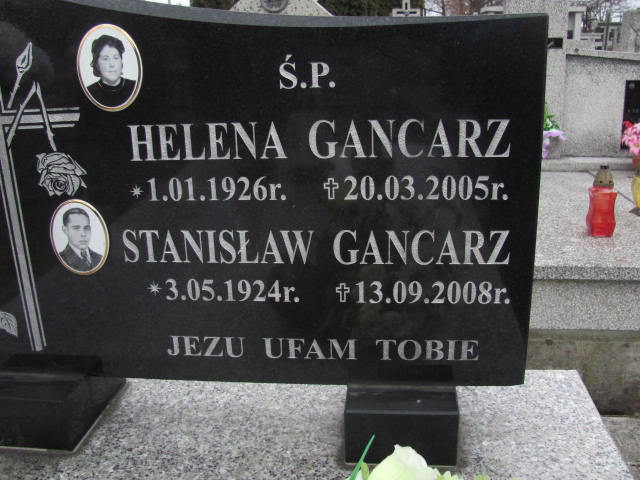 Ś.P.
HELENA GANCARZ
*1.01.1926r. ✝20.03.2005r.
STANISŁAW GANCARZ
*3.05.1924r. ✝13.09.2008r.
JEZU UFAM TOBIE